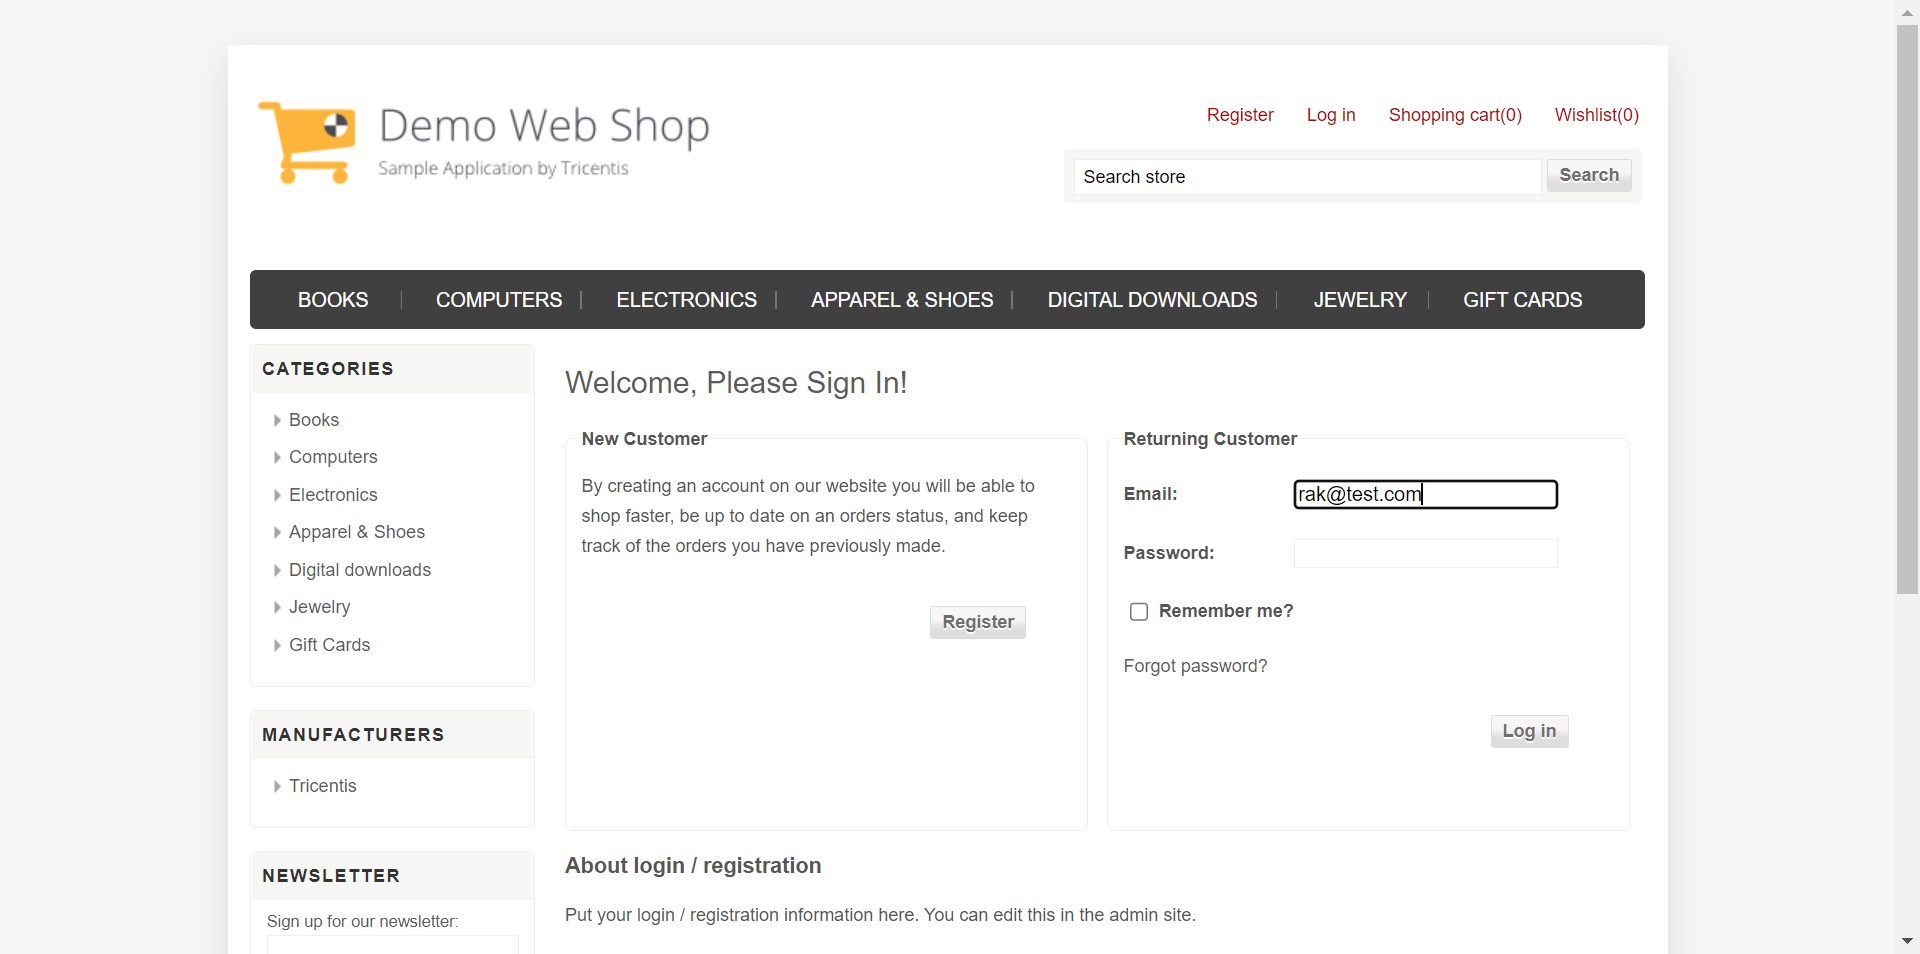 Demo Web Shop
Sample Application by Tricentis
Register
Log in
Shopping cart(0)
Wishlist(0)
Search store
Search
BOOKS
COMPUTERS
ELECTRONICS
APPAREL & SHOES
DIGITAL DOWNLOADS
JEWELRY
GIFT CARDS
CATEGORIES
Books
Computers
Electronics
Apparel & Shoes
Digital downloads
Jewelry
Gift Cards
MANUFACTURERS
Tricentis
NEWSLETTER
Sign up for our newsletter:
Welcome, Please Sign In!
New Customer
By creating an account on our website you will be able to
shop faster, be up to date on an orders status, and keep
track of the orders you have previously made.
Register
Returning Customer
Email:
rak@test.com
Password:
Remember me?
Forgot password?
Log in
About login / registration
Put your login / registration information here. You can edit this in the admin site.